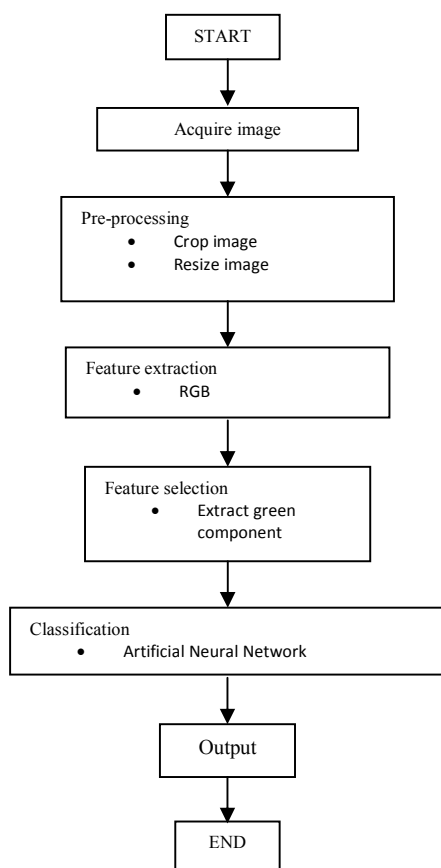 START
Acquire image
Pre-processing
• Crop image
• Resize image
Feature extraction
• RGB
Feature selection
• Extract green
component
Classification
• Artificial Neural Network
Output
END